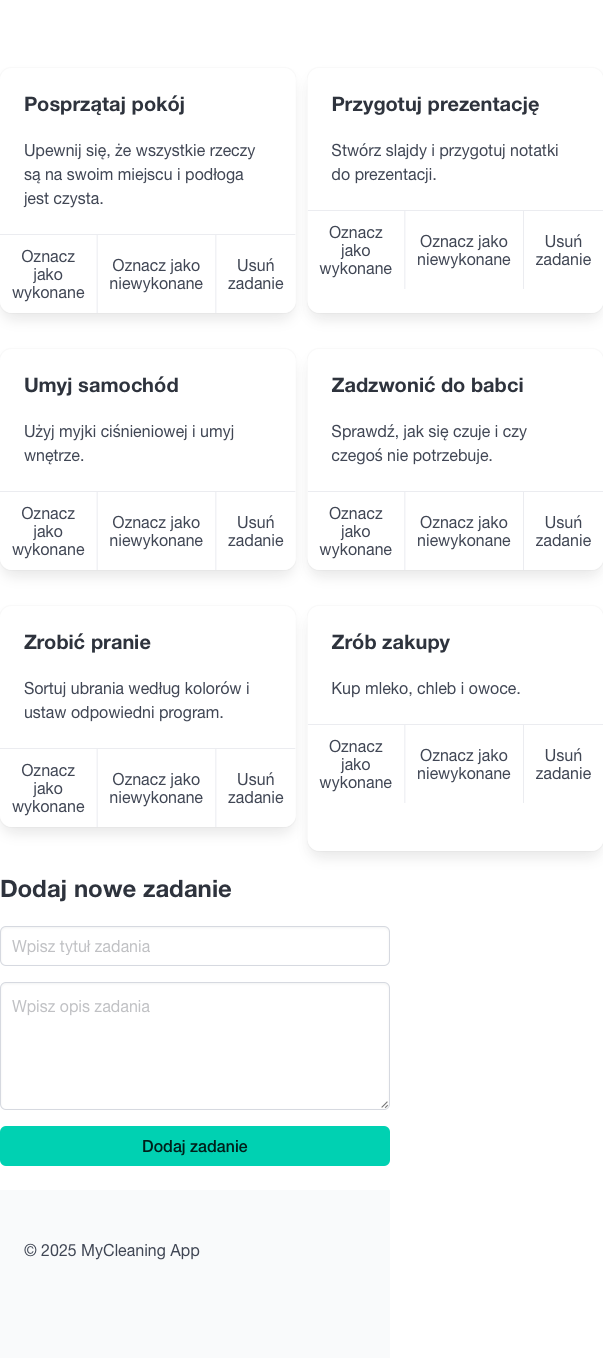 Posprzątaj pokój
Upewnij się, że wszystkie rzeczy
są na swoim miejscu i podłoga
jest czysta.
Oznacz
jako
wykonane
Oznacz jako
niewykonane
Usuń
zadanie
Przygotuj prezentację
Stwórz slajdy i przygotuj notatki
do prezentacji.
Oznacz
jako
wykonane
Oznacz jako
niewykonane
Usuń
zadanie
Umyj samochód
Użyj myjki ciśnieniowej i umyj
wnętrze.
Oznacz
jako
wykonane
Oznacz jako
niewykonane
Usuń
zadanie
Zadzwonić do babci
Sprawdź, jak się czuje i czy
czegoś nie potrzebuje.
Oznacz
jako
wykonane
Oznacz jako
niewykonane
Usuń
zadanie
Zrobić pranie
Sortuj ubrania według kolorów i
ustaw odpowiedni program.
Oznacz
jako
wykonane
Oznacz jako
niewykonane
Usuń
zadanie
Zrób zakupy
Kup mleko, chleb i owoce.
Oznacz
jako
wykonane
Oznacz jako
niewykonane
Usuń
zadanie
Dodaj nowe zadanie
Wpisz tytuł zadania
Wpisz opis zadania
Dodaj zadanie
© 2025 MyCleaning App